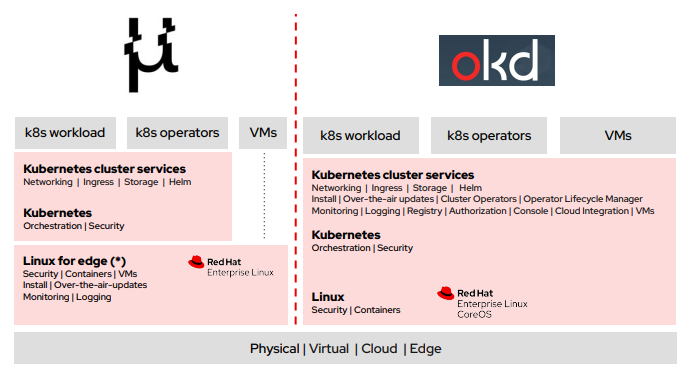 µ
okd
k8s workload
k8s operators
VMs
k8s workload
k8s operators
VMs
Kubernetes cluster services
Networking | Ingress | Storage | Helm
Kubernetes
Orchestration | Security
Linux for edge (*)
Security | Containers | VMs
Install | Over-the-air-updates
Monitoring | Logging
Red Hat
Enterprise Linux
Kubernetes cluster services
Networking | Ingress | Storage | Helm
Install | Over-the-air updates | Cluster Operators | Operator Lifecycle Manager
Monitoring | Logging | Registry | Authorization | Console | Cloud Integration | VMs
Kubernetes
Orchestration | Security
Linux
Security | Containers
Red Hat
Enterprise Linux
CoreOS
Physical | Virtual | Cloud | Edge